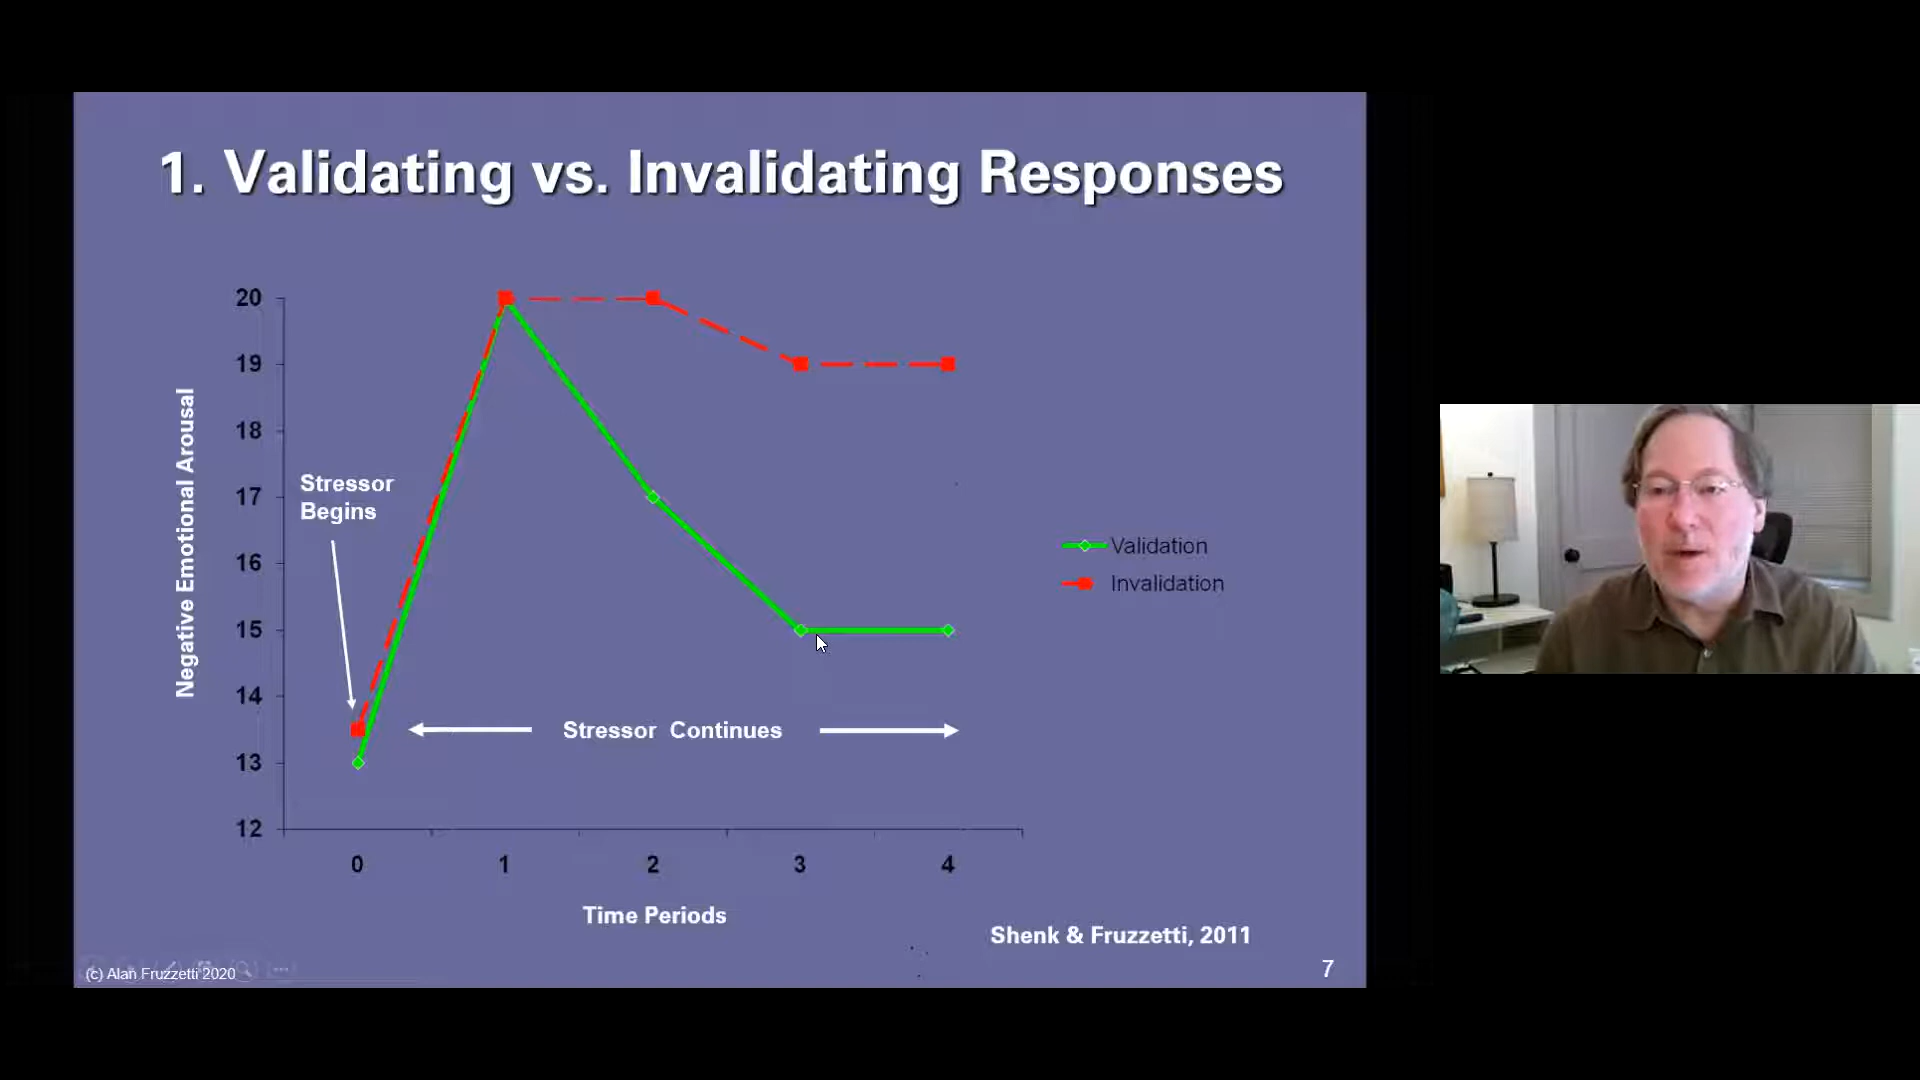 1. Validating vs. Invalidating Responses
20
19
18
17
16
15
14
13
12
Negative Emotional Arousal
Stressor
Begins
Stressor Continues
Validation
Invalidation
0 1 2 3 4
Time Periods
Shenk & Fruzzetti, 2011
(c) Alan Fruzzetti 2020
7